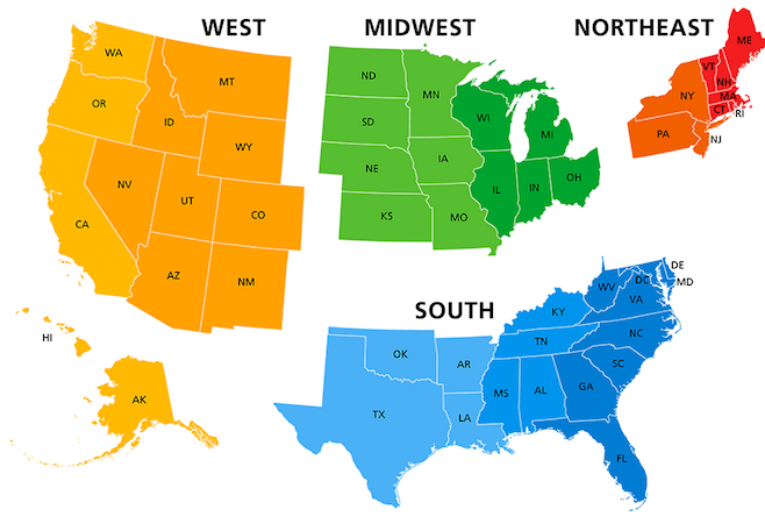 WEST
WA
OR
CA
MT
ID
WY
NV
UT
CO
AZ
NM
HI
AK
MIDWEST
ND
SD
NE
KS
MN
IA
MO
WI
MI
IL
IN
OH
NORTHEAST
ME
VT
NH
MA
CT
RI
NY
PA
NJ
SOUTH
OK
TX
AR
LA
KY
TN
MS
AL
WV
DC
DE
MD
VA
NC
SC
GA
FL